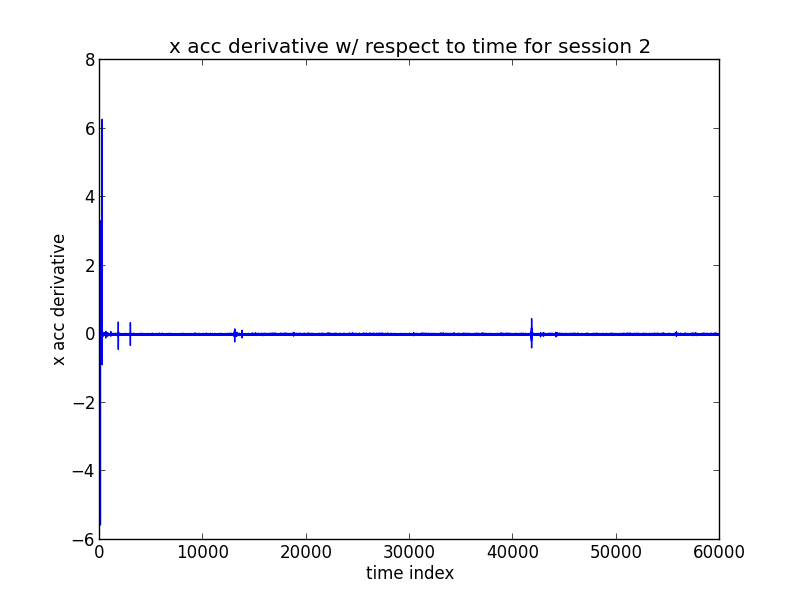 x acc derivative w/ respect to time for session 2
8
6
4
2
0
−2
−4
−6
x acc derivative
0 10000 20000 30000 40000 50000 60000
time index